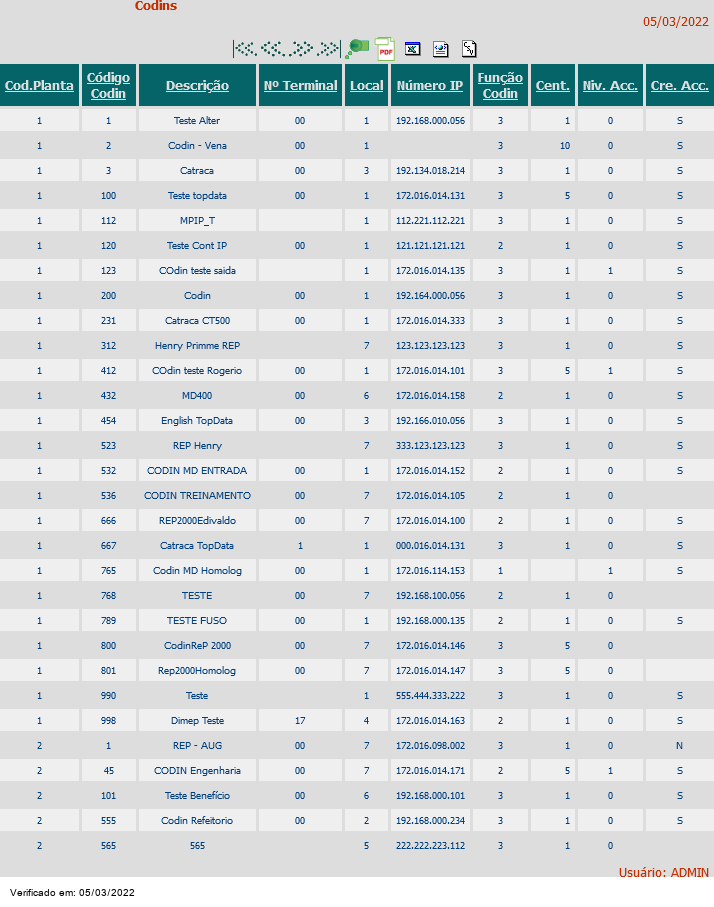 Codins
05/03/2022
PDF
Cod.Planta Código Codin Descrição Nº Terminal Local Número IP Função Codin Cent. Niv. Acc. Cre. Acc.
1 1 Teste Alter 00 1 192.168.000.056 3 1 0 S
1 2 Codin - Vena 00 1 3 10 0 S
1 3 Catraca 00 3 192.134.018.214 3 1 0 S
1 100 Teste topdata 00 1 172.016.014.131 3 5 0 S
1 112 MPIP_T 1 112.221.112.221 3 1 0 S
1 120 Teste Cont IP 00 1 121.121.121.121 2 1 0 S
1 123 COdin teste saida 1 172.016.014.135 3 1 1 S
1 200 Codin 00 1 192.164.000.056 3 1 0 S
1 231 Catraca CT500 00 1 172.016.014.333 3 1 0 S
1 312 Henry Primme REP 7 123.123.123.123 3 1 0 S
1 412 COdin teste Rogerio 00 1 172.016.014.101 3 5 1 S
1 432 MD400 00 6 172.016.014.158 2 1 0 S
1 454 English TopData 00 3 192.166.010.056 3 1 0 S
1 523 REP Henry 7 333.123.123.123 3 1 0 S
1 532 CODIN MD ENTRADA 00 1 172.016.014.152 2 1 0 S
1 536 CODIN TREINAMENTO 00 7 172.016.014.105 2 1 0
1 666 REP2000Edivaldo 00 7 172.016.014.100 2 1 0 S
1 667 Catraca TopData 1 1 000.016.014.131 3 1 0 S
1 765 Codin MD Homolog 00 1 172.016.114.153 1 1 S
1 768 TESTE 00 7 192.168.100.056 2 1 0
1 789 TESTE FUSO 00 1 192.168.000.135 2 1 0 S
1 800 CodinReP 2000 00 7 172.016.014.146 3 5 0
1 801 Rep2000Homolog 00 7 172.016.014.147 3 5 0
1 990 Teste 1 555.444.333.222 3 1 0 S
1 998 Dimep Teste 17 4 172.016.014.163 2 1 0 S
2 1 REP - AUG 00 7 172.016.098.002 3 1 0 N
2 45 CODIN Engenharia 00 7 172.016.014.171 2 5 1 S
2 101 Teste Benefício 00 6 192.168.000.101 3 1 0 S
2 555 Codin Refeitorio 00 2 192.168.000.234 3 1 0 S
2 565 565 5 222.222.223.112 3 1 0
Usuário: ADMIN
Verificado em: 05/03/2022